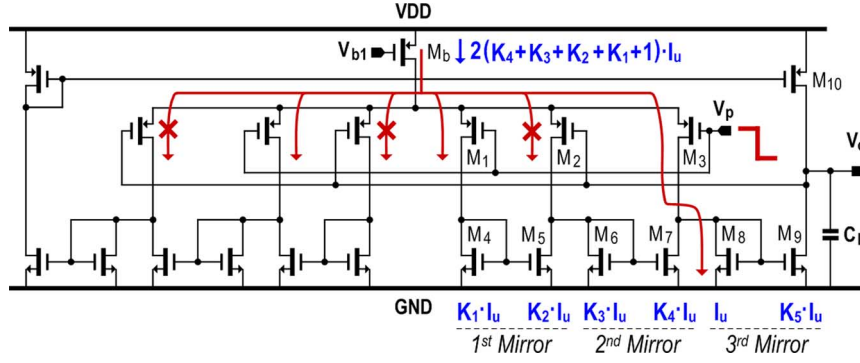 VDD
V_b1 M_b ↓ 2(K_4+K_3+K_2+K_1+1)·I_u
M_10
V_p
M_1 M_2 M_3
M_4 M_5 M_6 M_7 M_8 M_9
GND K_1·I_u K_2·I_u K_3·I_u K_4·I_u I_u K_5·I_u
1st Mirror 2nd Mirror 3rd Mirror